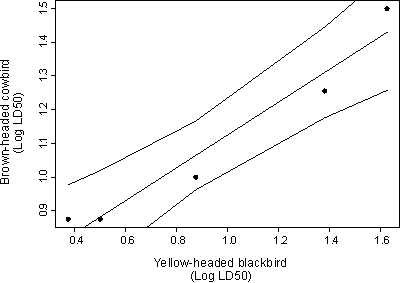 Brown-headed cowbird
(Log LD50)
1.5
1.4
1.3
1.2
1.1
1.0
0.9
0.4 0.6 0.8 1.0 1.2 1.4 1.6
Yellow-headed blackbird
(Log LD50)